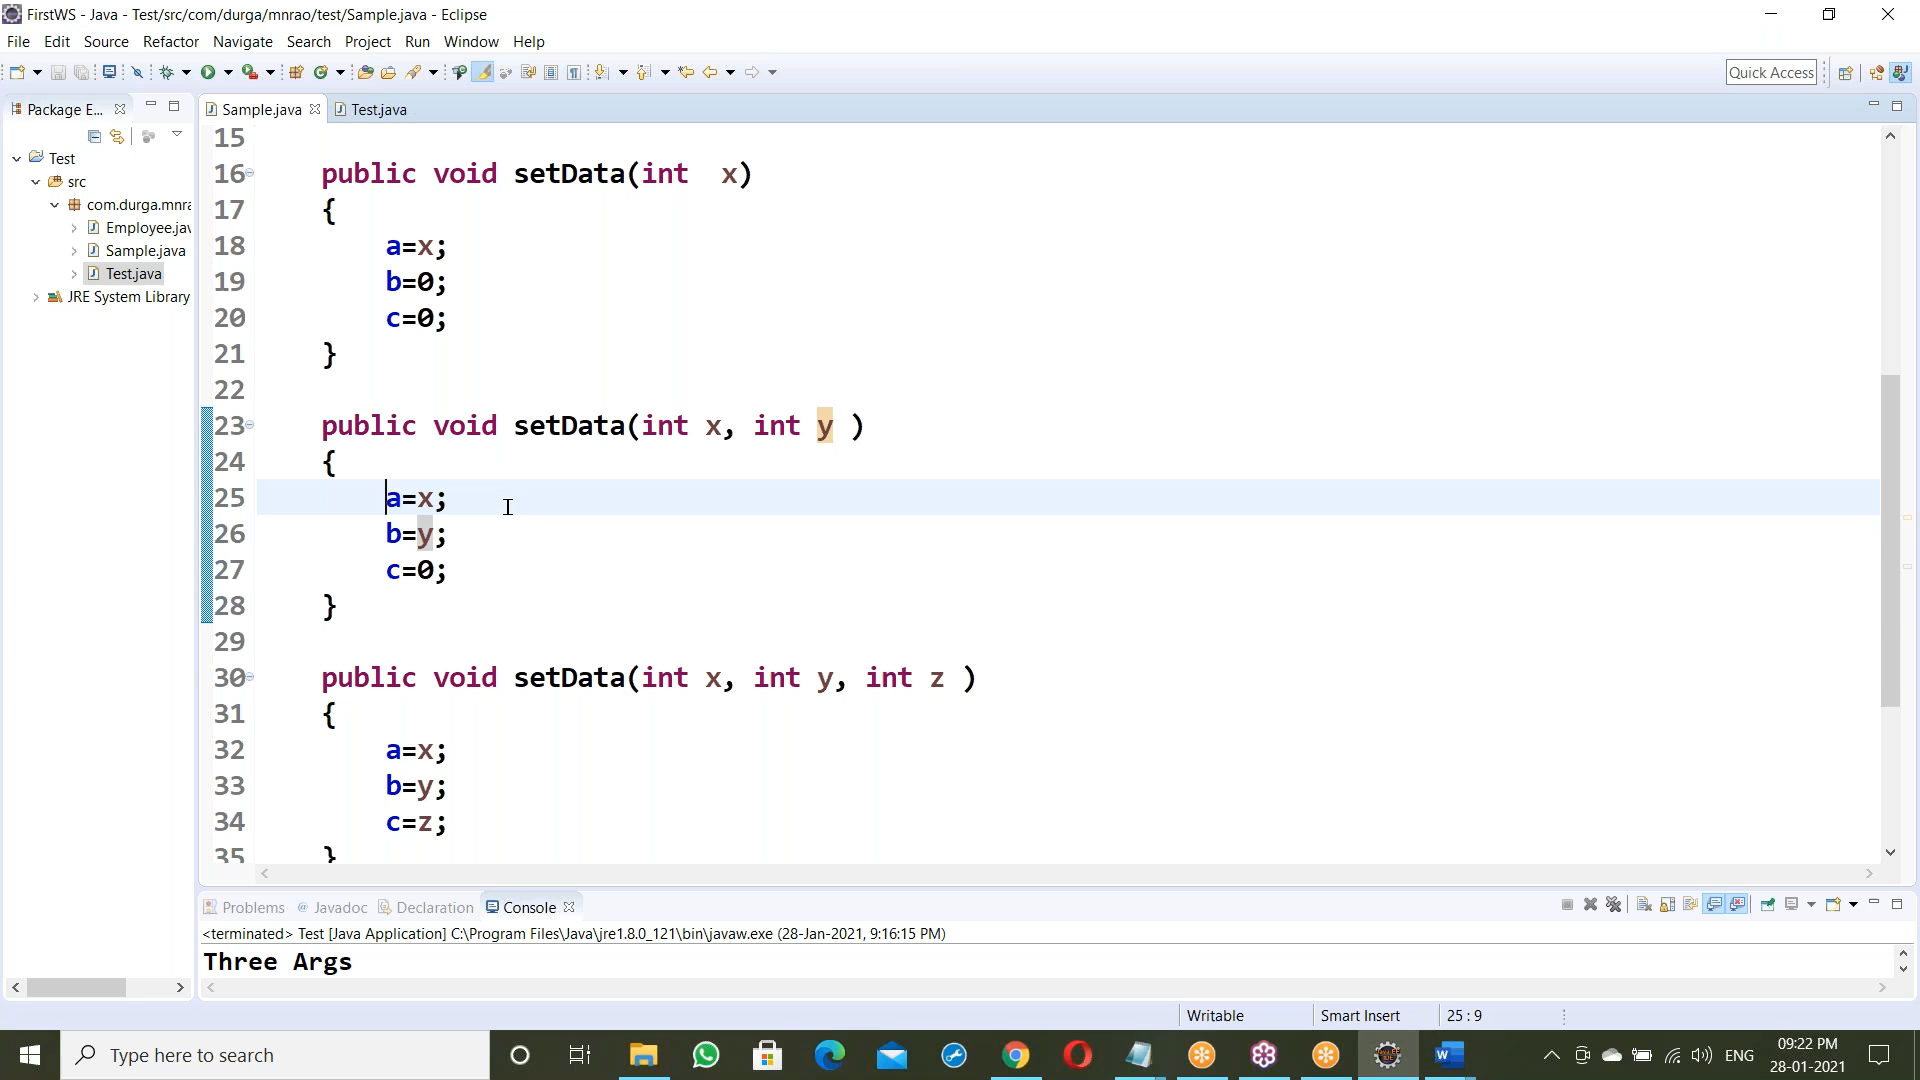 FirstWS - Java - Test/src/com/durga/mnrao/test/Sample.java - Eclipse
File Edit Search Source Refactor Navigate Search Project Run Window Help
Quick Access
Package E...
Sample.java
Test.java
Test
src
com.durga.mnra
Employee.jav
Sample.java
Test.java
JRE System Library
15
16 public void setData(int  x)
17 {
18 a=x;
19 b=0;
20 c=0;
21 }
22
23 public void setData(int x, int y )
24 {
25 a=x;
26 b=y;
27 c=0;
28 }
29
30 public void setData(int x, int y, int z )
31 {
32 a=x;
33 b=y;
34 c=z;
35 }
Problems @ Javadoc Declaration Console
<terminated> Test [Java Application] C:\Program Files\Java\jre1.8.0_121\bin\javaw.exe (28-Jan-2021, 9:16:15 PM)
Three Args
Writable Smart Insert 25 : 9
Type here to search
ENG
09:22 PM
28-01-2021